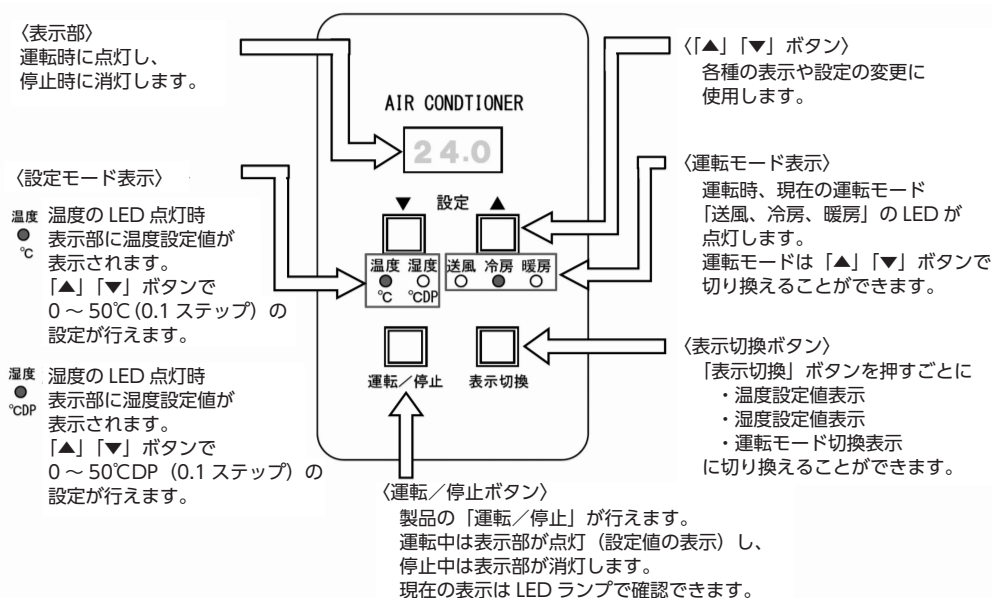 〈表示部〉
運転時に点灯し、
停止時に消灯します。
〈設定モード表示〉
温度
℃
温度の LED 点灯時
表示部に温度設定値が
表示されます。
「▲」「▼」ボタンで
0 ~ 50℃ (0.1 ステップ) の
設定が行えます。
湿度
℃DP
湿度の LED 点灯時
表示部に湿度設定値が
表示されます。
「▲」「▼」ボタンで
0 ~ 50℃DP (0.1 ステップ) の
設定が行えます。
AIR CONDTIONER
24.0
▼ 設定 ▲
温度 湿度 送風 冷房 暖房
℃ ℃DP
運転／停止 表示切換
〈「▲」「▼」ボタン〉
各種の表示や設定の変更に
使用します。
〈運転モード表示〉
運転時、現在の運転モード
「送風、冷房、暖房」の LED が
点灯します。
運転モードは「▲」「▼」ボタンで
切り換えることができます。
〈表示切換ボタン〉
「表示切換」ボタンを押すごとに
・温度設定値表示
・湿度設定値表示
・運転モード切換表示
に切り換えることができます。
〈運転／停止ボタン〉
製品の「運転／停止」が行えます。
運転中は表示部が点灯（設定値の表示）し、
停止中は表示部が消灯します。
現在の表示は LED ランプで確認できます。